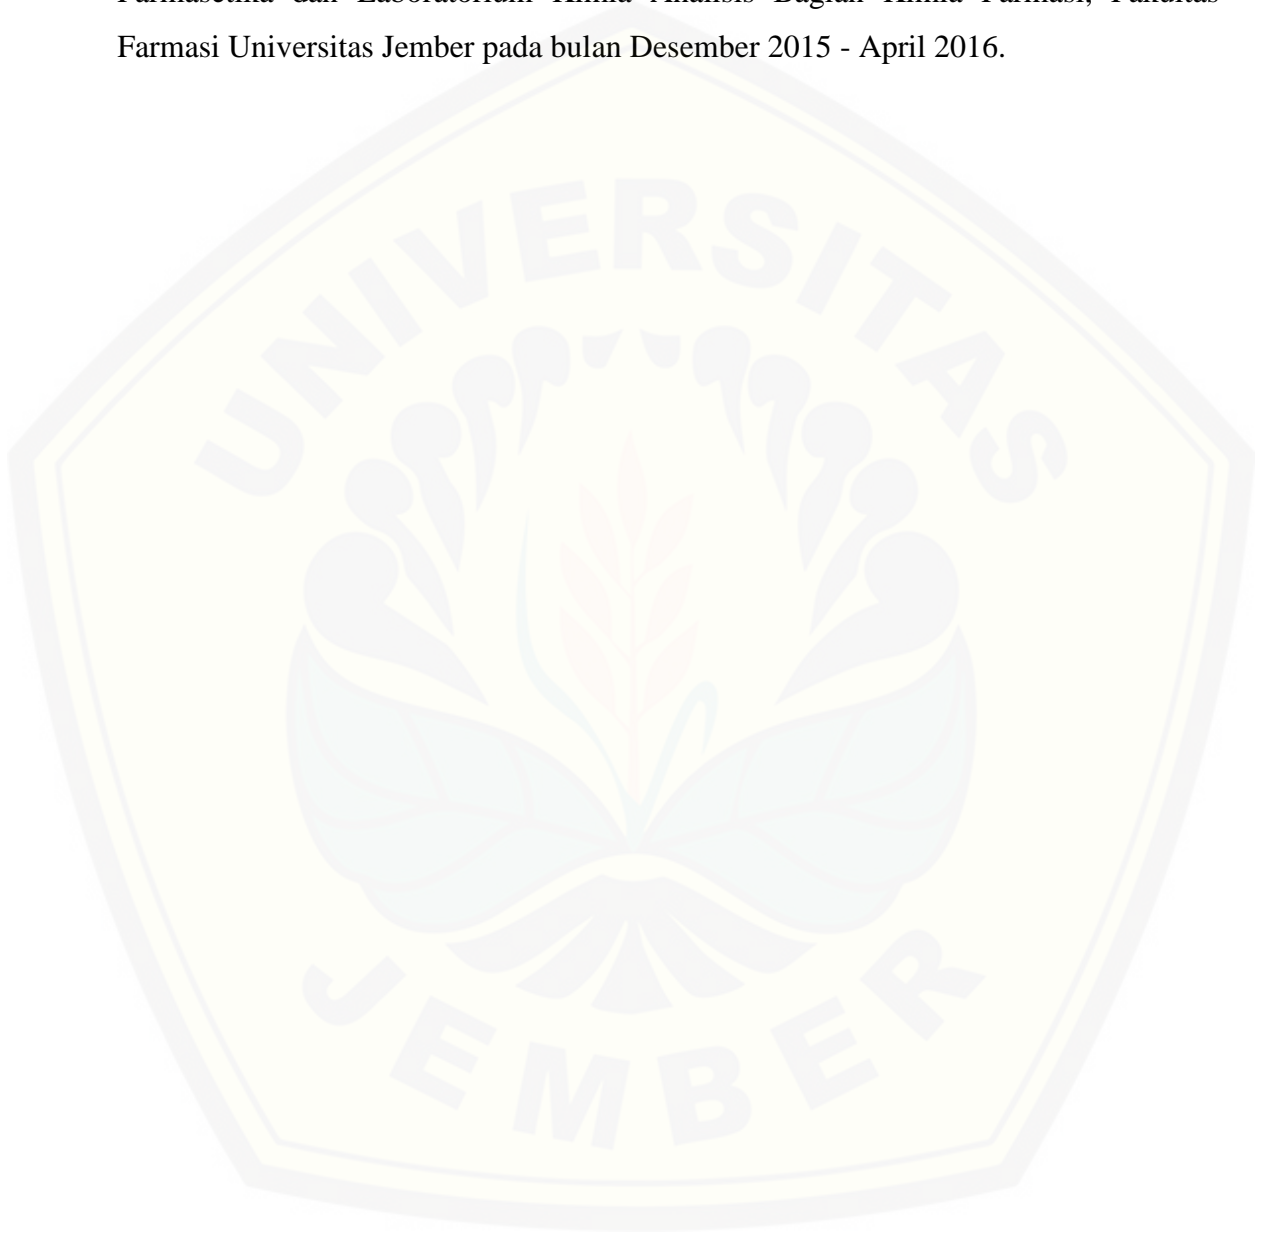 Farmasetika dan Laboratorium Kimia Analisis Bagian Kimia Farmasi, Fakultas
Farmasi Universitas Jember pada bulan Desember 2015 - April 2016.
UNIVERSITAS
JEMBER